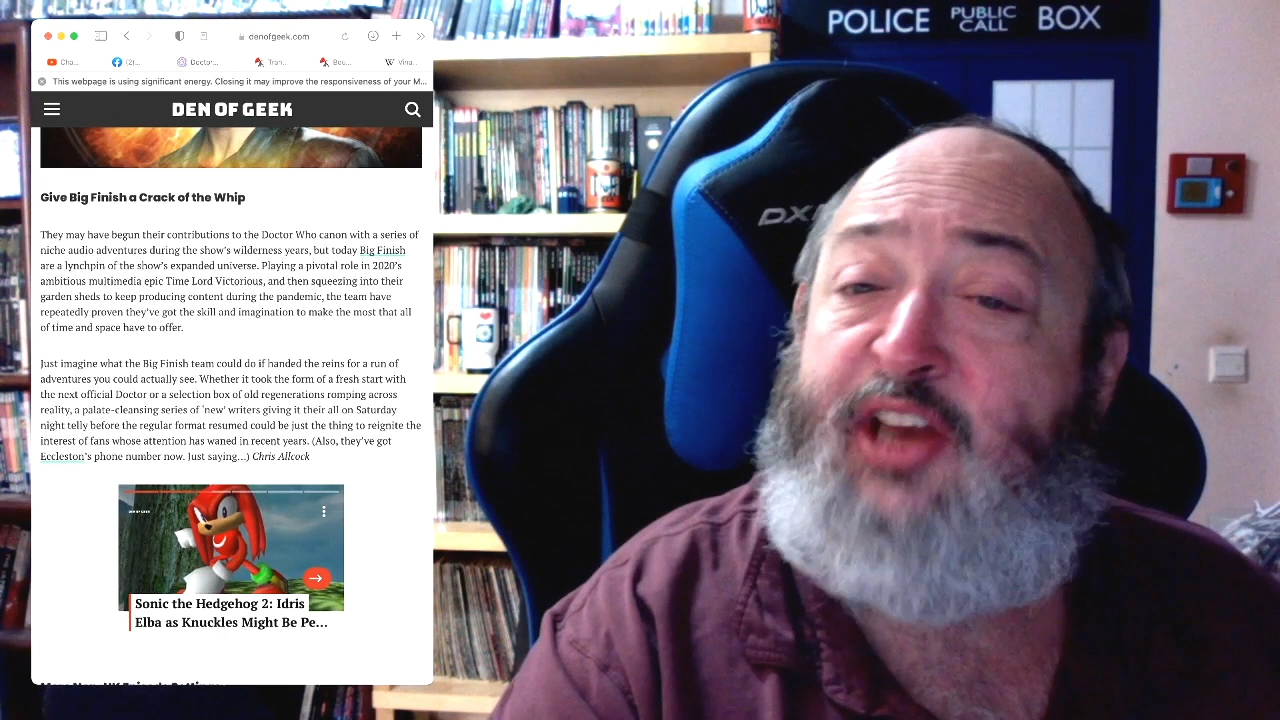 POLICE PUBLIC CALL BOX
denofgeek.com
Cha...
(2)...
Doctor...
Tran...
Bou...
Vinu...
This webpage is using significant energy. Closing it may improve the responsiveness of your M...
DEN OF GEEK
Give Big Finish a Crack of the Whip
They may have begun their contributions to the Doctor Who canon with a series of
niche audio adventures during the show's wilderness years, but today Big Finish
are a lynchpin of the show's expanded universe. Playing a pivotal role in 2020's
ambitious multimedia epic Time Lord Victorious, and then squeezing into their
garden sheds to keep producing content during the pandemic, the team have
repeatedly proven they've got the skill and imagination to make the most that all
of time and space have to offer.
Just imagine what the Big Finish team could do if handed the reins for a run of
adventures you could actually see. Whether it took the form of a fresh start with
the next official Doctor or a selection box of old regenerations romping across
reality, a palate-cleansing series of 'new' writers giving it their all on Saturday
night telly before the regular format resumed could be just the thing to reignite the
interest of fans whose attention has waned in recent years. (Also, they've got
Eccleston's phone number now. Just saying...) Chris Allcock
DEN OF GEEK
Sonic the Hedgehog 2: Idris
Elba as Knuckles Might Be Pe...
DX